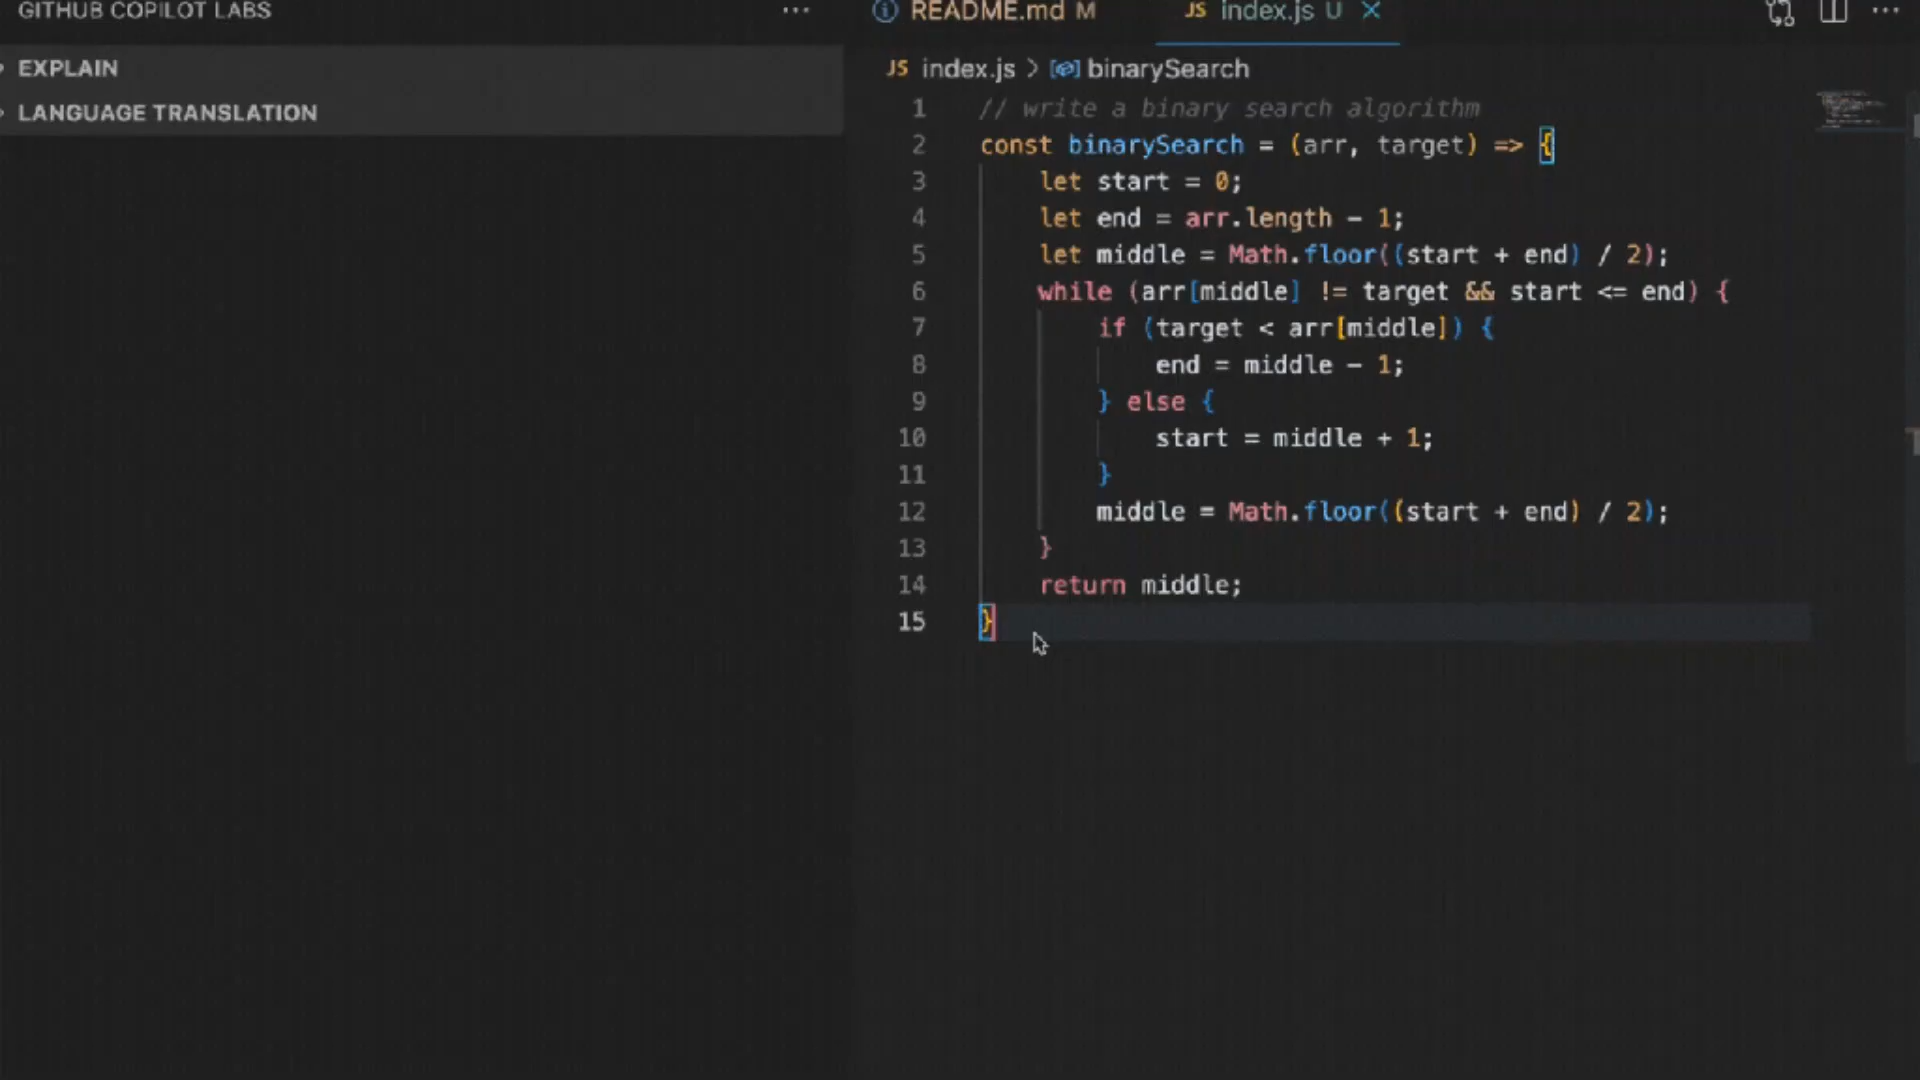 GITHUB COPILOT LABS ...
EXPLAIN
LANGUAGE TRANSLATION
README.md M JS index.js U
JS index.js > binarySearch
1 // write a binary search algorithm
2 const binarySearch = (arr, target) => {
3 let start = 0;
4 let end = arr.length - 1;
5 let middle = Math.floor((start + end) / 2);
6 while (arr[middle] != target && start <= end) {
7 if (target < arr[middle]) {
8 end = middle - 1;
9 } else {
10 start = middle + 1;
11 }
12 middle = Math.floor((start + end) / 2);
13 }
14 return middle;
15 }